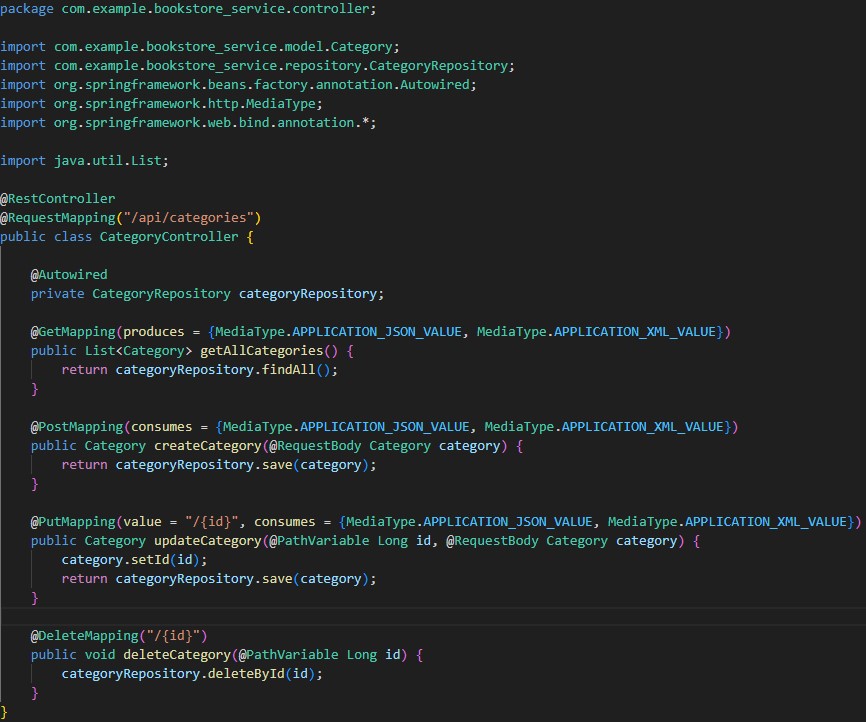 package com.example.bookstore_service.controller;
import com.example.bookstore_service.model.Category;
import com.example.bookstore_service.repository.CategoryRepository;
import org.springframework.beans.factory.annotation.Autowired;
import org.springframework.http.MediaType;
import org.springframework.web.bind.annotation.*;
import java.util.List;
@RestController
@RequestMapping("/api/categories")
public class CategoryController {
@Autowired
private CategoryRepository categoryRepository;
@GetMapping(produces = {MediaType.APPLICATION_JSON_VALUE, MediaType.APPLICATION_XML_VALUE})
public List<Category> getAllCategories() {
return categoryRepository.findAll();
}
@PostMapping(consumes = {MediaType.APPLICATION_JSON_VALUE, MediaType.APPLICATION_XML_VALUE})
public Category createCategory(@RequestBody Category category) {
return categoryRepository.save(category);
}
@PutMapping(value = "/{id}", consumes = {MediaType.APPLICATION_JSON_VALUE, MediaType.APPLICATION_XML_VALUE})
public Category updateCategory(@PathVariable Long id, @RequestBody Category category) {
category.setId(id);
return categoryRepository.save(category);
}
@DeleteMapping("/{id}")
public void deleteCategory(@PathVariable Long id) {
categoryRepository.deleteById(id);
}
}